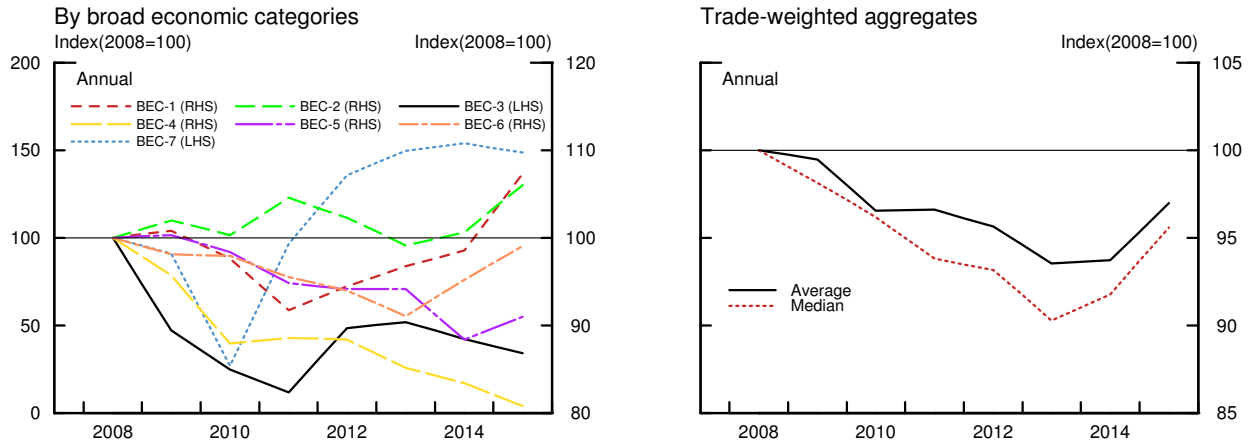 By broad economic categories
Index(2008=100)
Index(2008=100)
Annual
BEC-1 (RHS)
BEC-2 (RHS)
BEC-3 (LHS)
BEC-4 (RHS)
BEC-5 (RHS)
BEC-6 (RHS)
BEC-7 (LHS)
200
150
100
50
0
120
110
100
90
80
2008
2010
2012
2014
Trade-weighted aggregates
Index(2008=100)
Annual
Average
Median
105
100
95
90
85
2008
2010
2012
2014